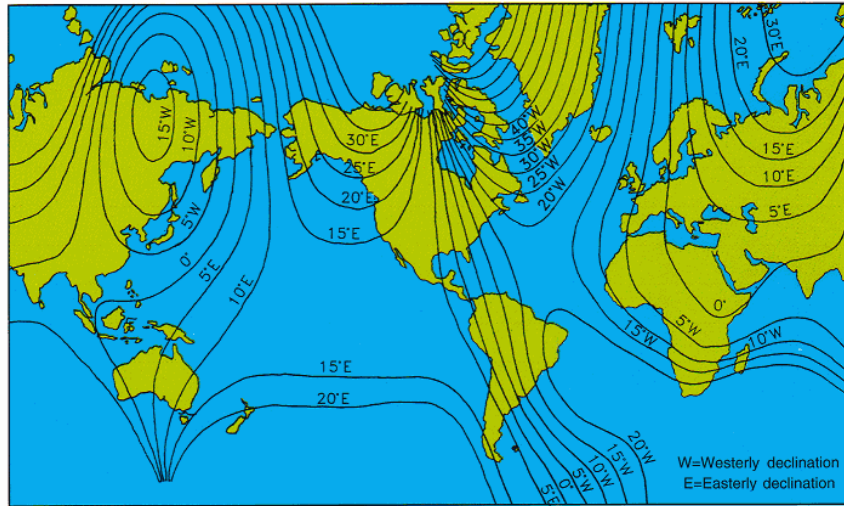 30°E
20°E
15°W
10°W
5°W
0°
5°E
10°E
30°E
25°E
20°E
15°E
40°W
35°W
30°W
25°W
20°W
15°E
10°E
5°E
0°
5°W
10°W
15°W
15°E
20°E
20°W
15°W
10°W
5°W
0°
5°E
W=Westerly declination
E=Easterly declination